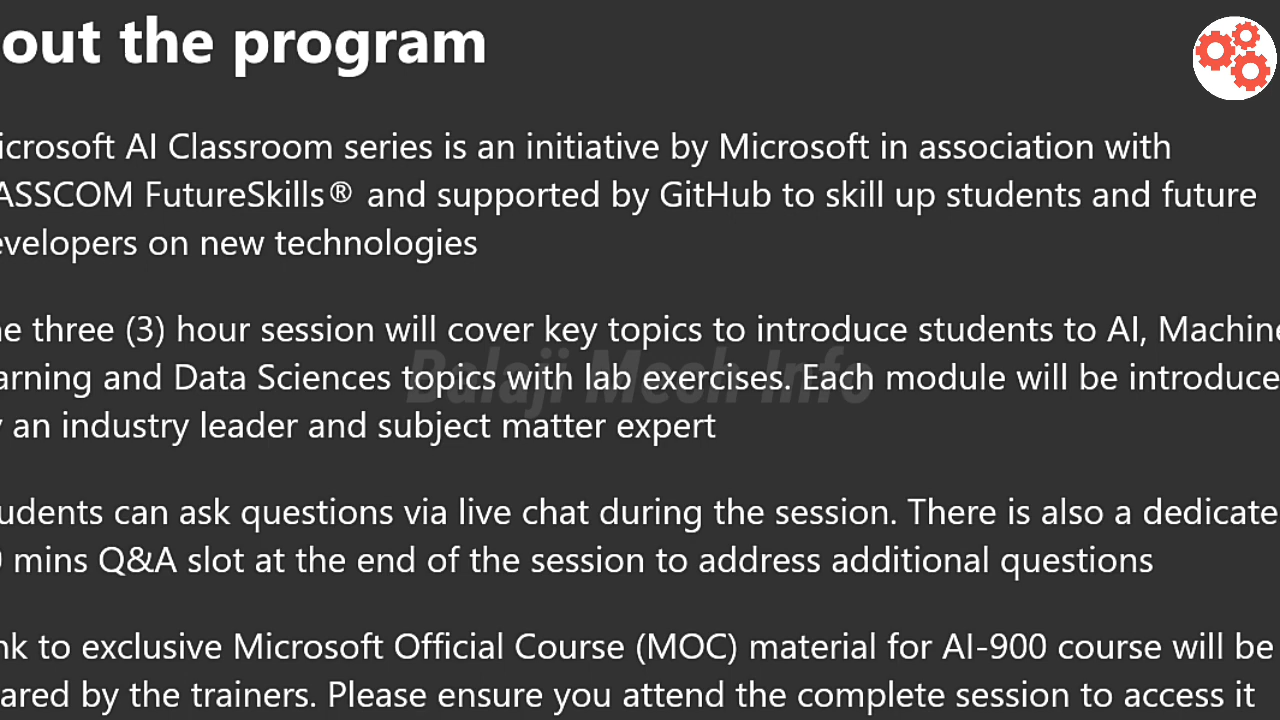 out the program
icrosoft AI Classroom series is an initiative by Microsoft in association with
ASSCOM FutureSkills® and supported by GitHub to skill up students and future
evelopers on new technologies
e three (3) hour session will cover key topics to introduce students to AI, Machine
arning and Data Sciences topics with lab exercises. Each module will be introduce
Balaji Mech Info
y an industry leader and subject matter expert
udents can ask questions via live chat during the session. There is also a dedicate
0 mins Q&A slot at the end of the session to address additional questions
nk to exclusive Microsoft Official Course (MOC) material for AI-900 course will be
ared by the trainers. Please ensure you attend the complete session to access it